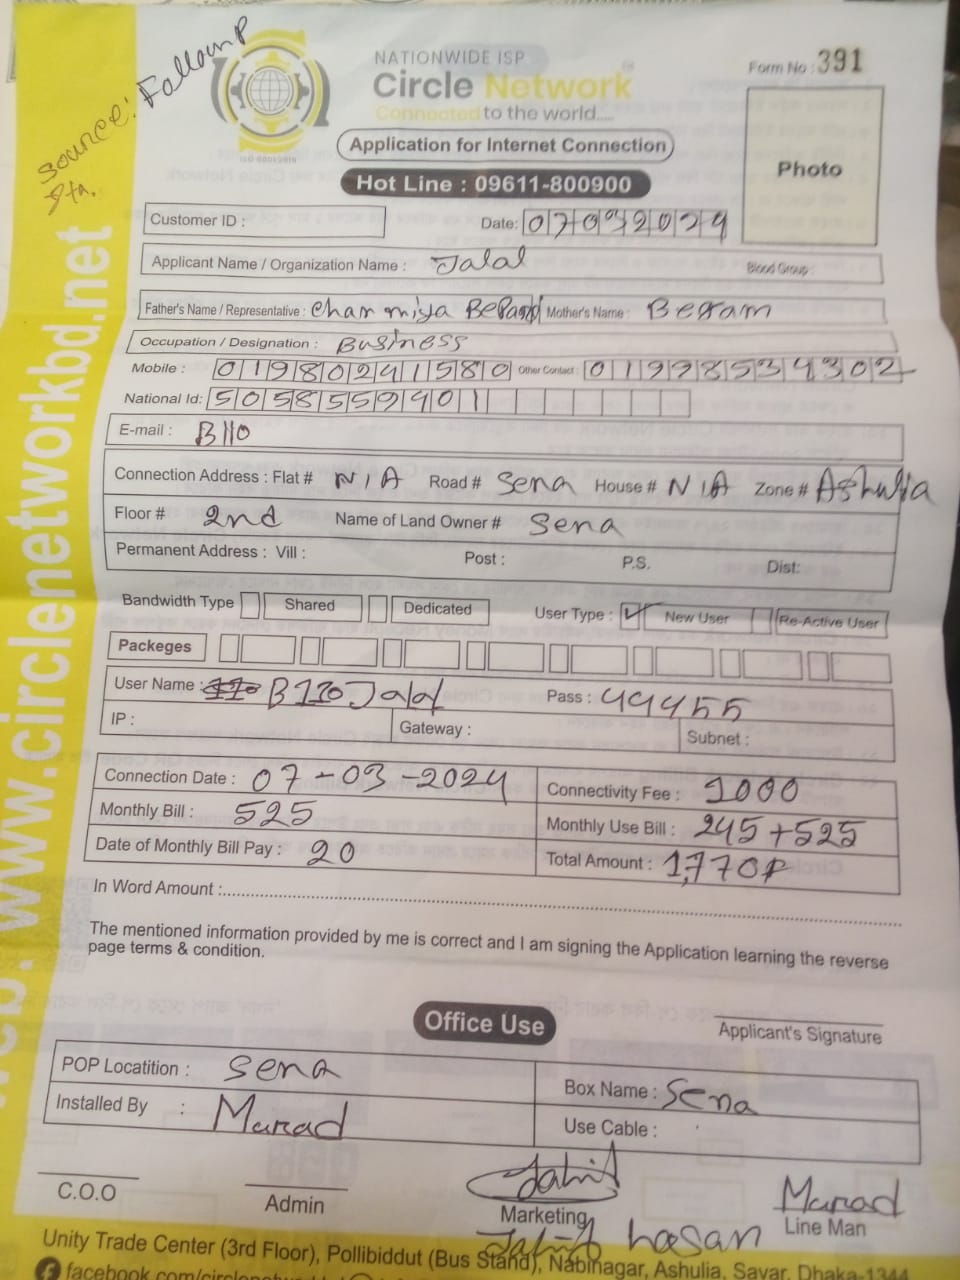 Source: Followup
NATIONWIDE ISP
Circle Network
Connected to the world.....
Form No : 391
Application for Internet Connection
Photo
Hot Line : 09611-800900
Customer ID :
Date: 07032024
Applicant Name / Organization Name : Jalal
Blood Group :
Father's Name / Representative : Chan miya Mother's Name : Begam
Occupation / Designation : Business
Mobile : 01980241580 Other Contact : 01998534302
National Id: 5058559401
E-mail : B110
Connection Address : Flat # N/A Road # Sena House # N/A Zone # Ashulia
Floor # 2nd Name of Land Owner # Sena
Permanent Address : Vill : Post : P.S. Dist:
Bandwidth Type Shared Dedicated User Type : ✓ New User Re-Active User
Packeges
User Name : B110Jalal Pass : 44455
IP : Gateway : Subnet :
Connection Date : 07-03-2024 Connectivity Fee : 1000
Monthly Bill : 525 Monthly Use Bill : 245+525
Date of Monthly Bill Pay : 20 Total Amount : 1,770
In Word Amount :
The mentioned information provided by me is correct and I am signing the Application learning the reverse
page terms & condition.
Applicant's Signature
Office Use
POP Locatition : Sena Box Name : Sena
Installed By : Murad Use Cable :
C.O.O Admin Marketing Line Man
Murad
hasan
Unity Trade Center (3rd Floor), Pollibiddut (Bus Stand), Nabinagar, Ashulia, Savar, Dhaka-1344
www.circlenetworkbd.net